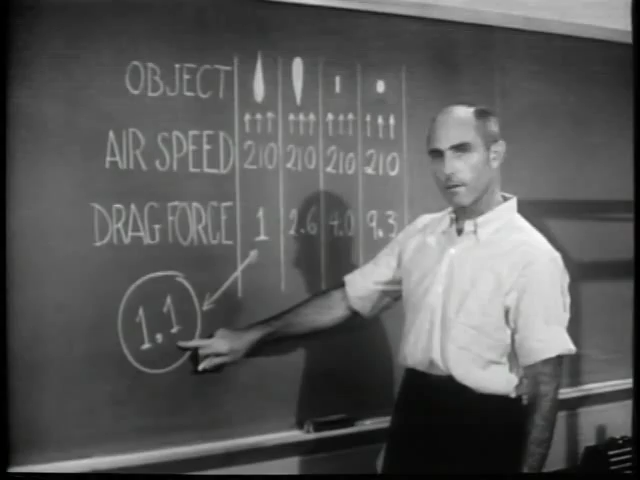 OBJECT
↑↑↑ ↑↑↑ ↑↑↑ ↑↑↑
AIR SPEED 210 210 210 210
DRAG FORCE 1 2.6 4.0 9.3
1.1